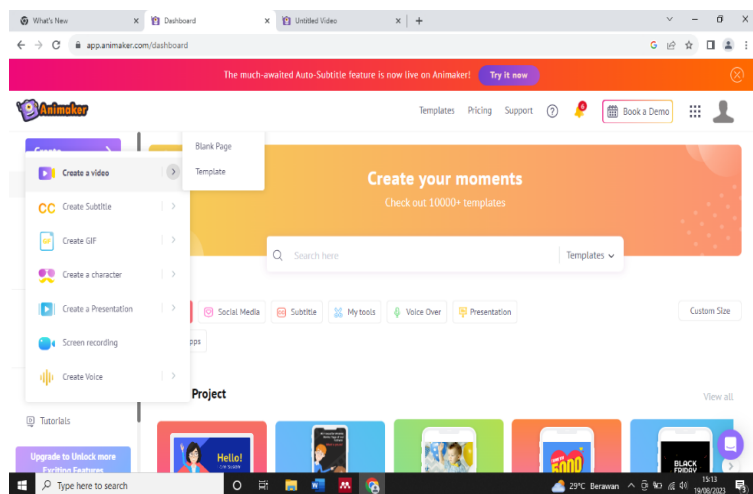 What's New
Dashboard
Untitled Video
app.animaker.com/dashboard
The much-awaited Auto-Subtitle feature is now live on Animaker! Try it now
Animaker
Templates Pricing Support Book a Demo
Create
Blank Page
Template
Create a video
Create Subtitle
Create GIF
Create a character
Create a Presentation
Screen recording
Create Voice
Create your moments
Check out 10000+ templates
Search here Templates
Social Media Subtitle My tools Voice Over Presentation Custom Size
pps
Project View all
Tutorials
Upgrade to Unlock more
Exciting Features
Hello!
5000
BLACK
FRIDAY
Type here to search
29°C Berawan 15:13
19/08/2023